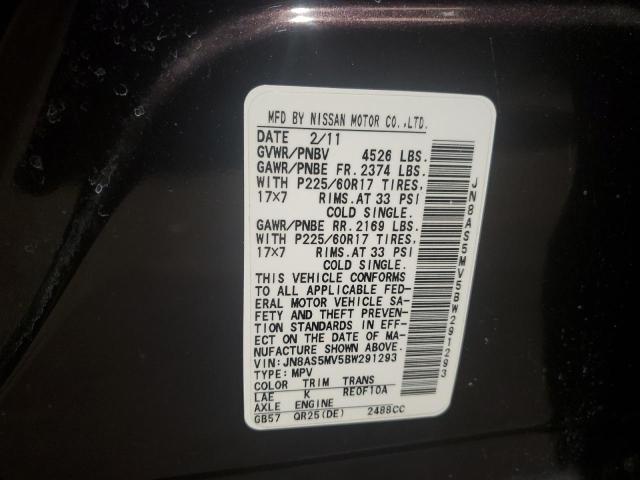 MFD BY NISSAN MOTOR CO.,LTD.
DATE 2/11
GVWR/PNBV 4526 LBS.
GAWR/PNBE FR. 2374 LBS.
WITH P225/60R17 TIRES,
17X7 RIMS.AT 33 PSI
COLD SINGLE.
GAWR/PNBE RR. 2169 LBS.
WITH P225/60R17 TIRES,
17X7 RIMS.AT 33 PSI
COLD SINGLE.
THIS VEHICLE CONFORMS
TO ALL APPLICABLE FED-
ERAL MOTOR VEHICLE SA-
FETY AND THEFT PREVEN-
TION STANDARDS IN EFF-
ECT ON THE DATE OF MA-
NUFACTURE SHOWN ABOVE.
VIN:JN8AS5MV5BW291293
TYPE:MPV
COLOR TRIM TRANS
LAE K RE0F10A
AXLE ENGINE
GB57 QR25(DE) 2488CC
JN8AS5MV5BW291293